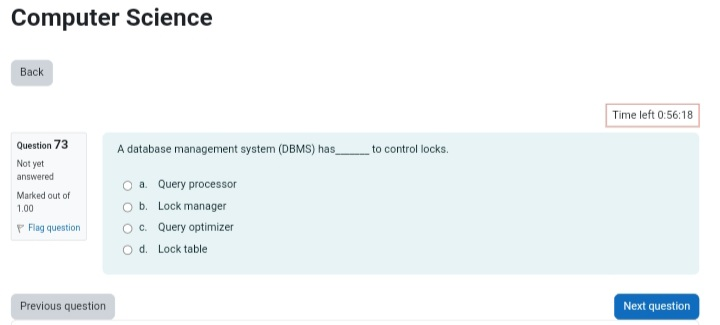 Computer Science
Back
Time left 0:56:18
Question 73
Not yet
answered
Marked out of
1.00
Flag question
A database management system (DBMS) has______ to control locks.
a. Query processor
b. Lock manager
c. Query optimizer
d. Lock table
Previous question
Next question